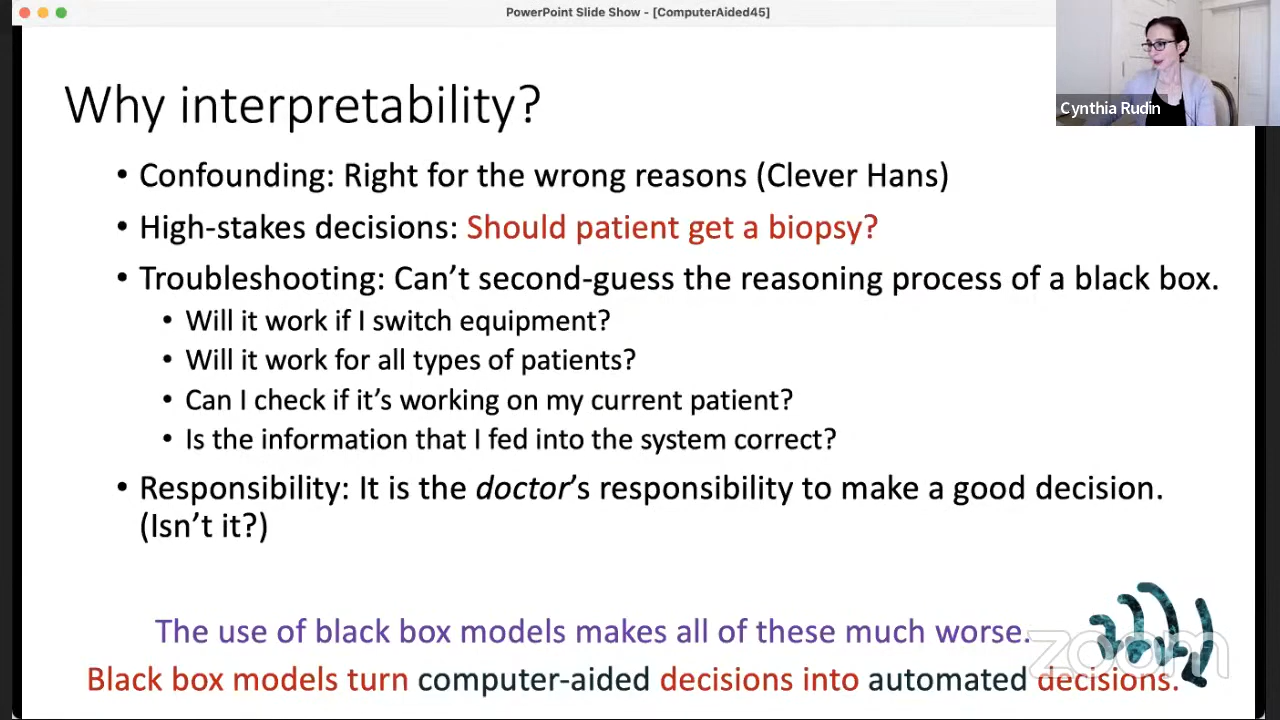 PowerPoint Slide Show - [ComputerAided45]
Cynthia Rudin
Why interpretability?
• Confounding: Right for the wrong reasons (Clever Hans)
• High-stakes decisions: Should patient get a biopsy?
• Troubleshooting: Can’t second-guess the reasoning process of a black box.
• Will it work if I switch equipment?
• Will it work for all types of patients?
• Can I check if it’s working on my current patient?
• Is the information that I fed into the system correct?
• Responsibility: It is the doctor’s responsibility to make a good decision.
(Isn’t it?)
The use of black box models makes all of these much worse.
Black box models turn computer-aided decisions into automated decisions.
zoom